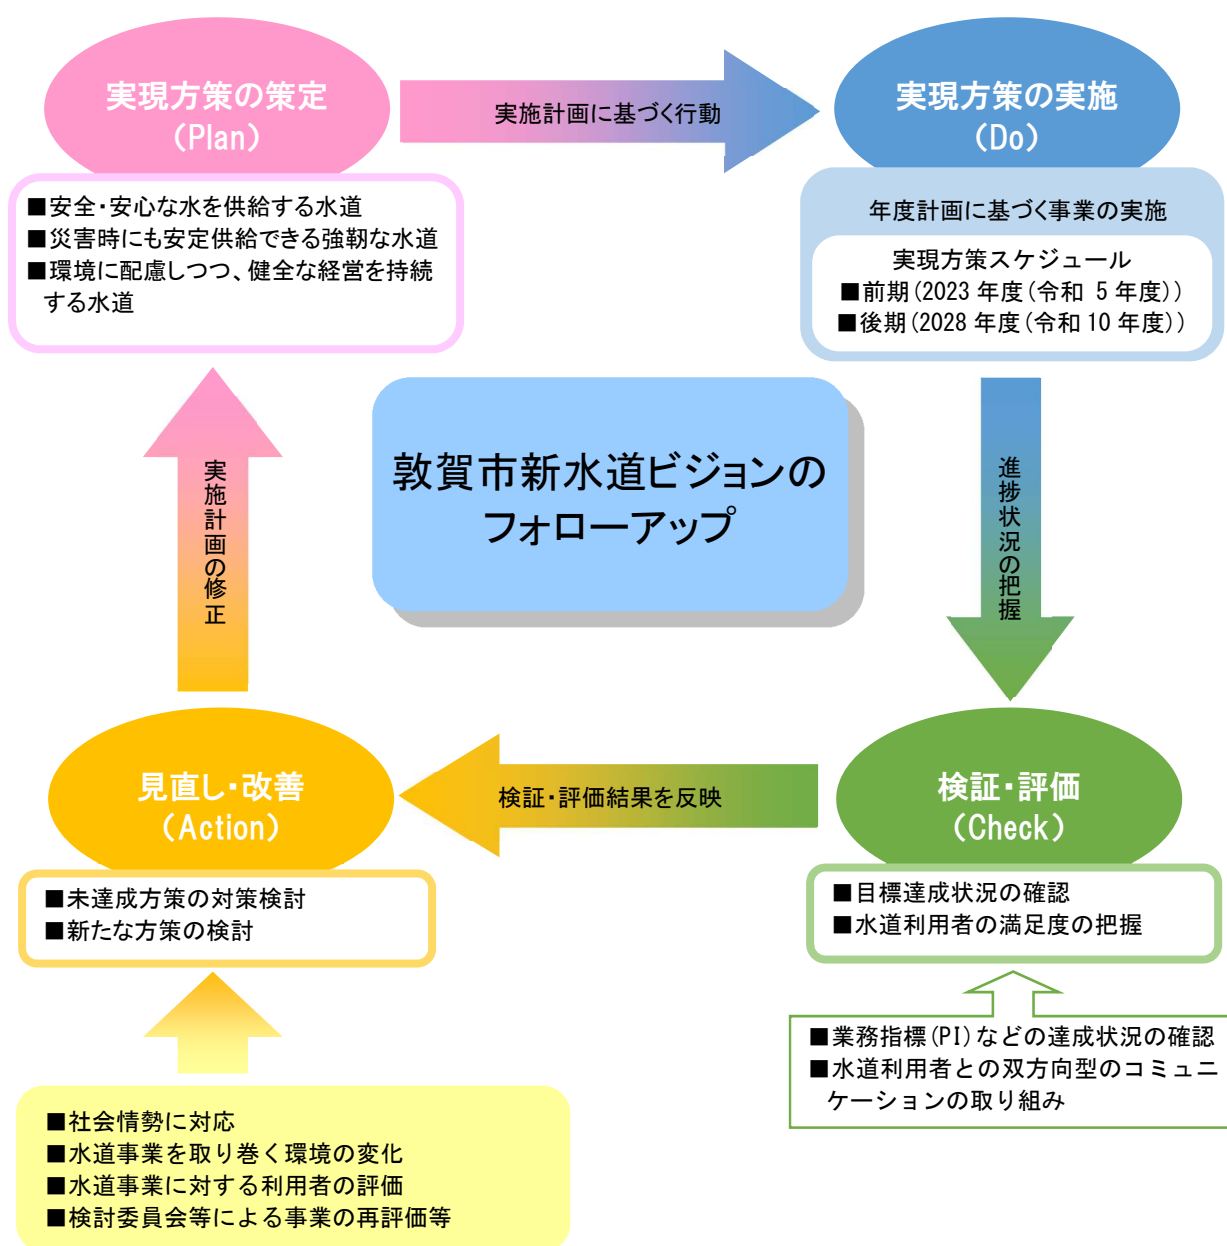 実現方策の策定
（Plan）
■安全・安心な水を供給する水道
■災害時にも安定供給できる強靭な水道
■環境に配慮しつつ、健全な経営を持続
する水道
実施計画に基づく行動
実現方策の実施
（Do）
年度計画に基づく事業の実施
実現方策スケジュール
■前期（2023 年度（令和 5 年度））
■後期（2028 年度（令和 10 年度））
敦賀市新水道ビジョンの
フォローアップ
進捗状況の把握
検証・評価
（Check）
■目標達成状況の確認
■水道利用者の満足度の把握
■業務指標（PI）などの達成状況の確認
■水道利用者との双方向型のコミュニ
ケーションの取り組み
検証・評価結果を反映
見直し・改善
（Action）
■未達成方策の対策検討
■新たな方策の検討
■社会情勢に対応
■水道事業を取り巻く環境の変化
■水道事業に対する利用者の評価
■検討委員会等による事業の再評価等
実施計画の修正